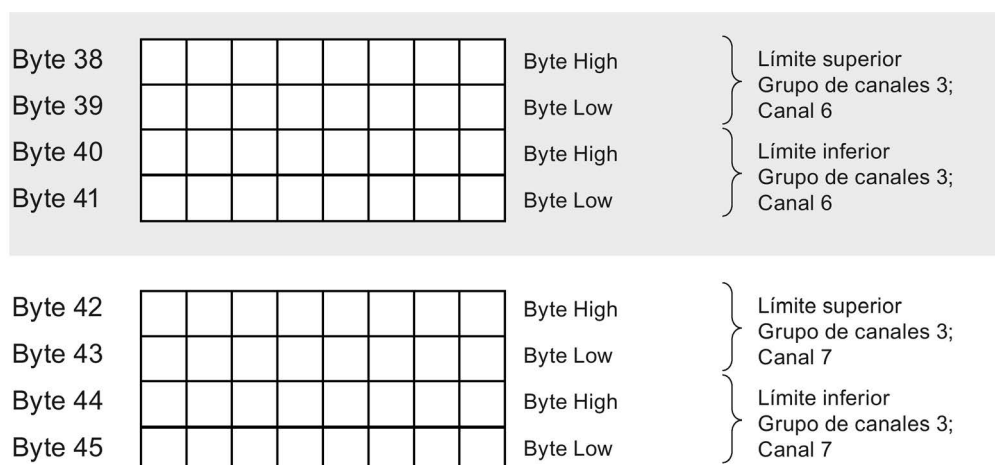 Byte 38
Byte High
Límite superior
Grupo de canales 3;
Byte 39
Byte Low
Canal 6
Byte 40
Byte High
Límite inferior
Grupo de canales 3;
Byte 41
Byte Low
Canal 6
Byte 42
Byte High
Límite superior
Grupo de canales 3;
Byte 43
Byte Low
Canal 7
Byte 44
Byte High
Límite inferior
Grupo de canales 3;
Byte 45
Byte Low
Canal 7